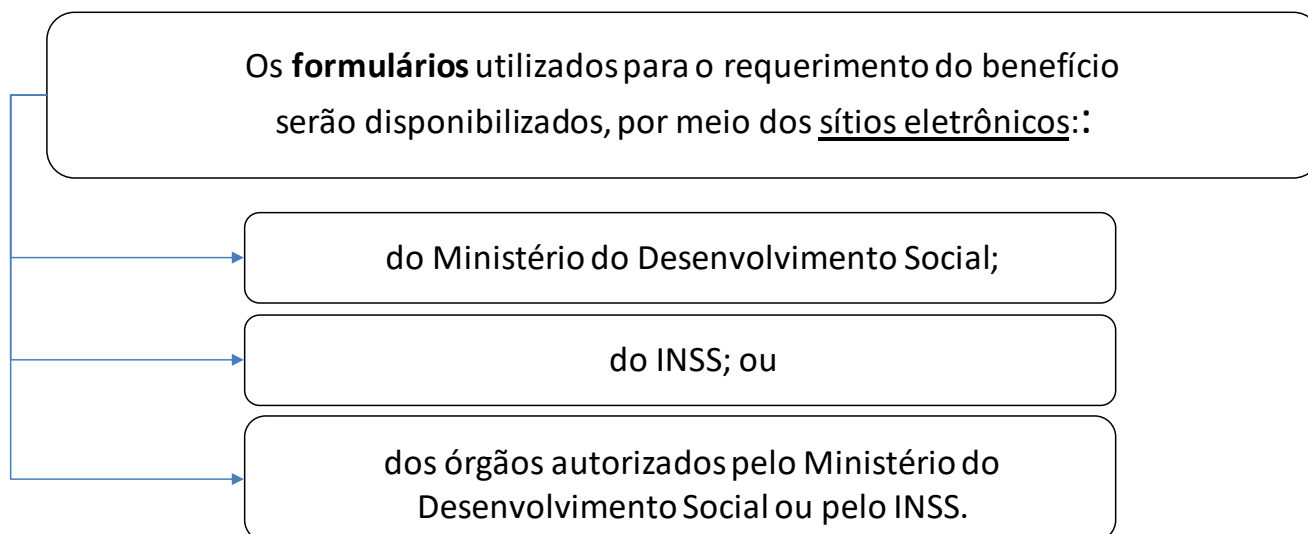 Os formulários utilizados para o requerimento do benefício
serão disponibilizados, por meio dos sítios eletrônicos::
do Ministério do Desenvolvimento Social;
do INSS; ou
dos órgãos autorizados pelo Ministério do
Desenvolvimento Social ou pelo INSS.